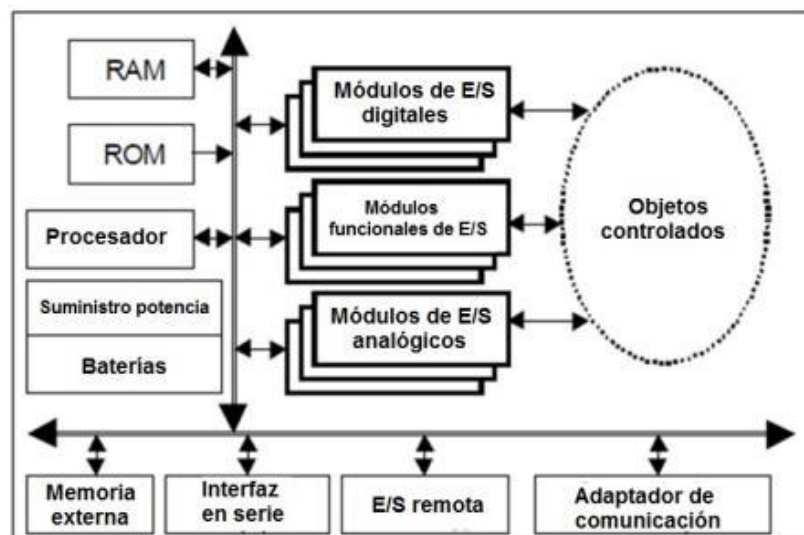 RAM
ROM
Procesador
Suministro potencia
Baterías
Módulos de E/S
digitales
Módulos
funcionales de E/S
Módulos de E/S
analógicos
Objetos
controlados
Memoria
externa
Interfaz
en serie
E/S remota
Adaptador de
comunicación